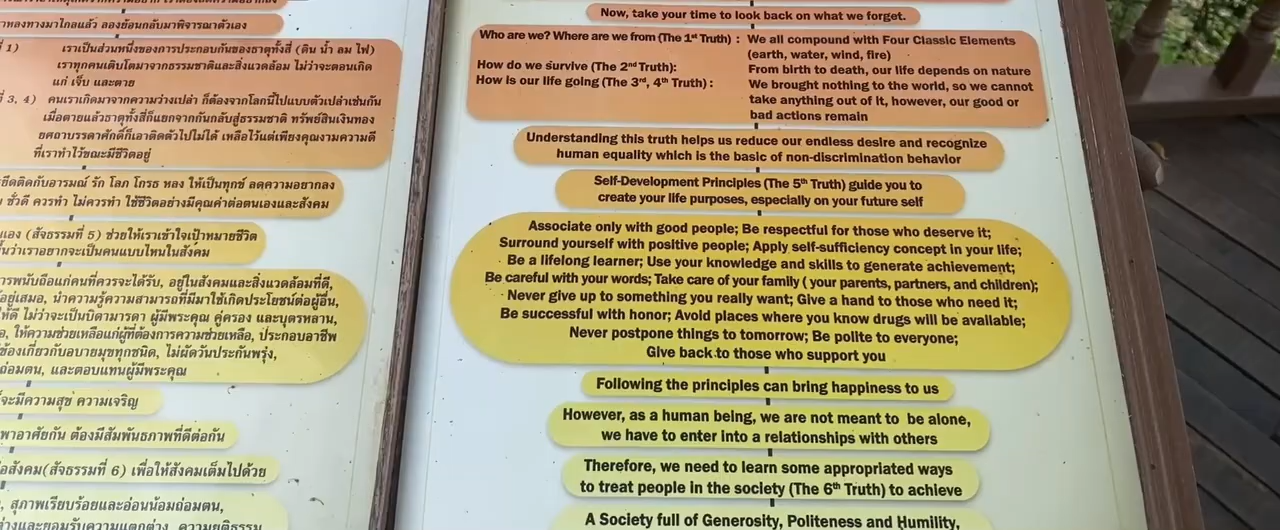 หลงทางมาไกลแล้ว ลองย้อนกลับมาพิจารณาตัวเอง
1) เราเป็นส่วนหนึ่งของการประกอบกันของธาตุทั้งสี่ (ดิน น้ำ ลม ไฟ)
เราทุกคนเติบโตมาจากธรรมชาติและสิ่งแวดล้อม ไม่ว่าจะตอนเกิด
แก่ เจ็บ และตาย
3, 4) คนเราเกิดมาจากความว่างเปล่า ก็ต้องจากโลกนี้ไปแบบตัวเปล่าเช่นกัน
เมื่อตายแล้วธาตุทั้งสี่ก็แยกจากกันกลับสู่ธรรมชาติ ทรัพย์สินเงินทอง
ยศถาบรรดาศักดิ์ก็เอาติดตัวไปไม่ได้ เหลือไว้แต่เพียงคุณงามความดี
ที่เราทำไว้ขณะมีชีวิตอยู่
ยึดติดกับอารมณ์ รัก โลภ โกรธ หลง ให้เป็นทุกข์ ลดความอยากลง
ชั่วดี ควรทำ ไม่ควรทำ ใช้ชีวิตอย่างมีคุณค่าต่อตนเองและสังคม
เอง (สัจธรรมที่ 5) ช่วยให้เราเข้าใจเป้าหมายชีวิต
ว่าเราอยากจะเป็นคนแบบไหนในสังคม
ารพนับถือแก่คนที่ควรจะได้รับ, อยู่ในสังคมและสิ่งแวดล้อมที่ดี,
อยู่เสมอ, นำความรู้ความสามารถที่มีมาใช้เกิดประโยชน์ต่อผู้อื่น,
ให้ดี ไม่ว่าจะเป็นบิดามารดา ผู้มีพระคุณ คู่ครอง และบุตรหลาน,
อ, ให้ความช่วยเหลือแก่ผู้ที่ต้องการความช่วยเหลือ, ประกอบอาชีพ
ข้องเกี่ยวกับอบายมุขทุกชนิด, ไม่ผัดวันประกันพรุ่ง,
ถ่อมตน, และตอบแทนผู้มีพระคุณ
จะมีความสุข ความเจริญ
พาอาศัยกัน ต้องมีสัมพันธภาพที่ดีต่อกัน
อสังคม(สัจธรรมที่ 6) เพื่อให้สังคมเต็มไปด้วย
, สุภาพเรียบร้อยและอ่อนน้อมถ่อมตน,
Now, take your time to look back on what we forget.
Who are we? Where are we from (The 1st Truth) : We all compound with Four Classic Elements
(earth, water, wind, fire)
How do we survive (The 2nd Truth): From birth to death, our life depends on nature
How is our life going (The 3rd, 4th Truth) : We brought nothing to the world, so we cannot
take anything out of it, however, our good or
bad actions remain
Understanding this truth helps us reduce our endless desire and recognize
human equality which is the basic of non-discrimination behavior
Self-Development Principles (The 5th Truth) guide you to
create your life purposes, especially on your future self
Associate only with good people; Be respectful for those who deserve it;
Surround yourself with positive people; Apply self-sufficiency concept in your life;
Be a lifelong learner; Use your knowledge and skills to generate achievement;
Be careful with your words; Take care of your family ( your parents, partners, and children);
Never give up to something you really want; Give a hand to those who need it;
Be successful with honor; Avoid places where you know drugs will be available;
Never postpone things to tomorrow; Be polite to everyone;
Give back to those who support you
Following the principles can bring happiness to us
However, as a human being, we are not meant to be alone,
we have to enter into a relationships with others
Therefore, we need to learn some appropriated ways
to treat people in the society (The 6th Truth) to achieve
A Society full of Generosity, Politeness and Humility,